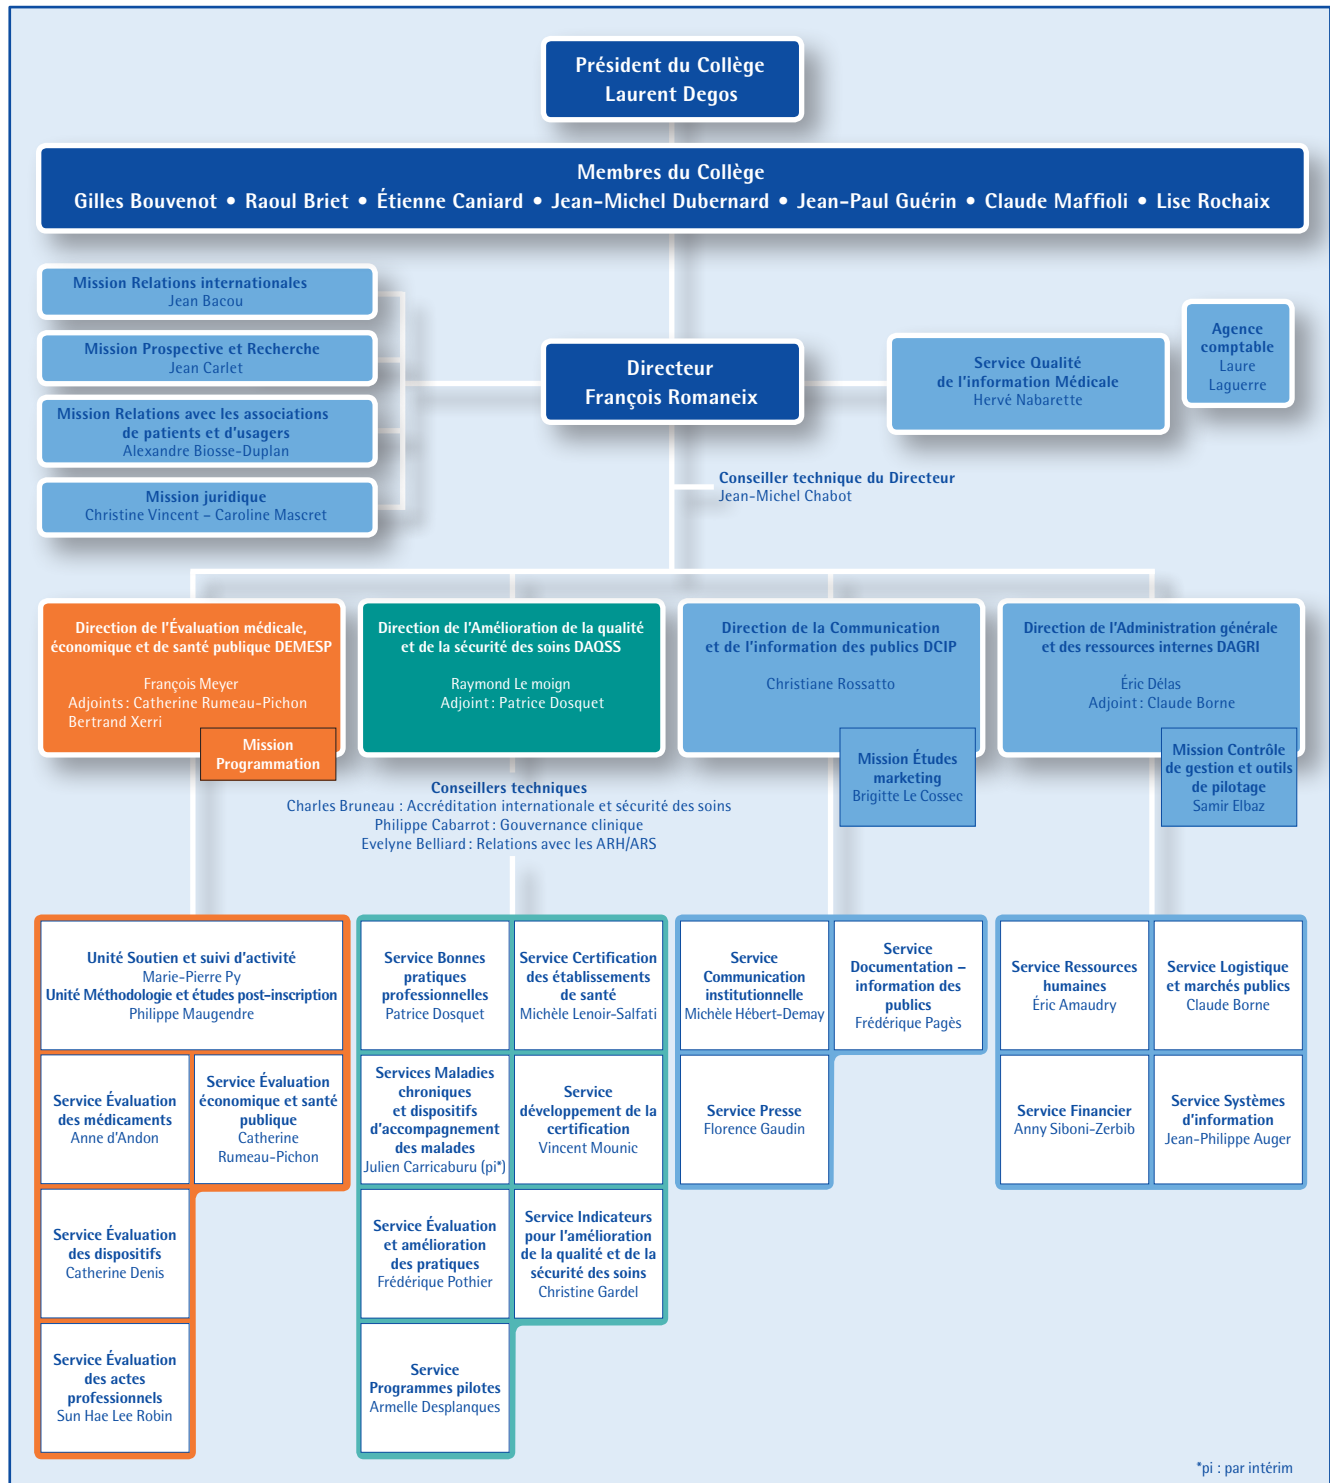 Président du Collège
Laurent Degos
Membres du Collège
Gilles Bouvenot • Raoul Briet • Étienne Caniard • Jean-Michel Dubernard • Jean-Paul Guérin • Claude Maffioli • Lise Rochaix
Mission Relations internationales
Jean Bacou
Mission Prospective et Recherche
Jean Carlet
Mission Relations avec les associations
de patients et d'usagers
Alexandre Biosse-Duplan
Mission juridique
Christine Vincent – Caroline Mascret
Directeur
François Romaneix
Service Qualité
de l'information Médicale
Hervé Nabarette
Agence
comptable
Laure
Laguerre
Conseiller technique du Directeur
Jean-Michel Chabot
Direction de l'Évaluation médicale,
économique et de santé publique DEMESP
François Meyer
Adjoints : Catherine Rumeau-Pichon
Bertrand Xerri
Mission
Programmation
Direction de l'Amélioration de la qualité
et de la sécurité des soins DAQSS
Raymond Le moign
Adjoint : Patrice Dosquet
Direction de la Communication
et de l'information des publics DCIP
Christiane Rossatto
Mission Études
marketing
Brigitte Le Cossec
Direction de l'Administration générale
et des ressources internes DAGRI
Éric Délas
Adjoint : Claude Borne
Mission Contrôle
de gestion et outils
de pilotage
Samir Elbaz
Conseillers techniques
Charles Bruneau : Accréditation internationale et sécurité des soins
Philippe Cabarrot : Gouvernance clinique
Evelyne Belliard : Relations avec les ARH/ARS
Unité Soutien et suivi d'activité
Marie-Pierre Py
Unité Méthodologie et études post-inscription
Philippe Maugendre
Service Évaluation
des médicaments
Anne d'Andon
Service Évaluation
économique et santé
publique
Catherine
Rumeau-Pichon
Service Évaluation
des dispositifs
Catherine Denis
Service Évaluation
des actes
professionnels
Sun Hae Lee Robin
Service Bonnes
pratiques
professionnelles
Patrice Dosquet
Service Certification
des établissements
de santé
Michèle Lenoir-Salfati
Services Maladies
chroniques
et dispositifs
d'accompagnement
des malades
Julien Carricaburu (pi*)
Service
développement de la
certification
Vincent Mounic
Service Évaluation
et amélioration
des pratiques
Frédérique Pothier
Service Indicateurs
pour l'amélioration
de la qualité et de la
sécurité des soins
Christine Gardel
Service
Programmes pilotes
Armelle Desplanques
Service
Communication
institutionnelle
Michèle Hébert-Demay
Service
Documentation –
information des
publics
Frédérique Pagès
Service Presse
Florence Gaudin
Service Ressources
humaines
Éric Amaudry
Service Logistique
et marchés publics
Claude Borne
Service Financier
Anny Siboni-Zerbib
Service Systèmes
d'information
Jean-Philippe Auger
*pi : par intérim